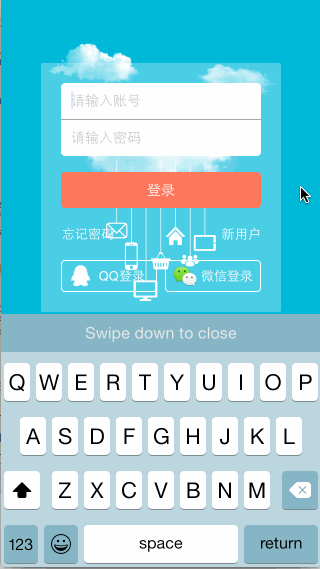 请输入账号
请输入密码
登录
忘记密码 新用户
QQ登录 微信登录
Swipe down to close
Q W E R T Y U I O P
A S D F G H J K L
Z X C V B N M
123 space return